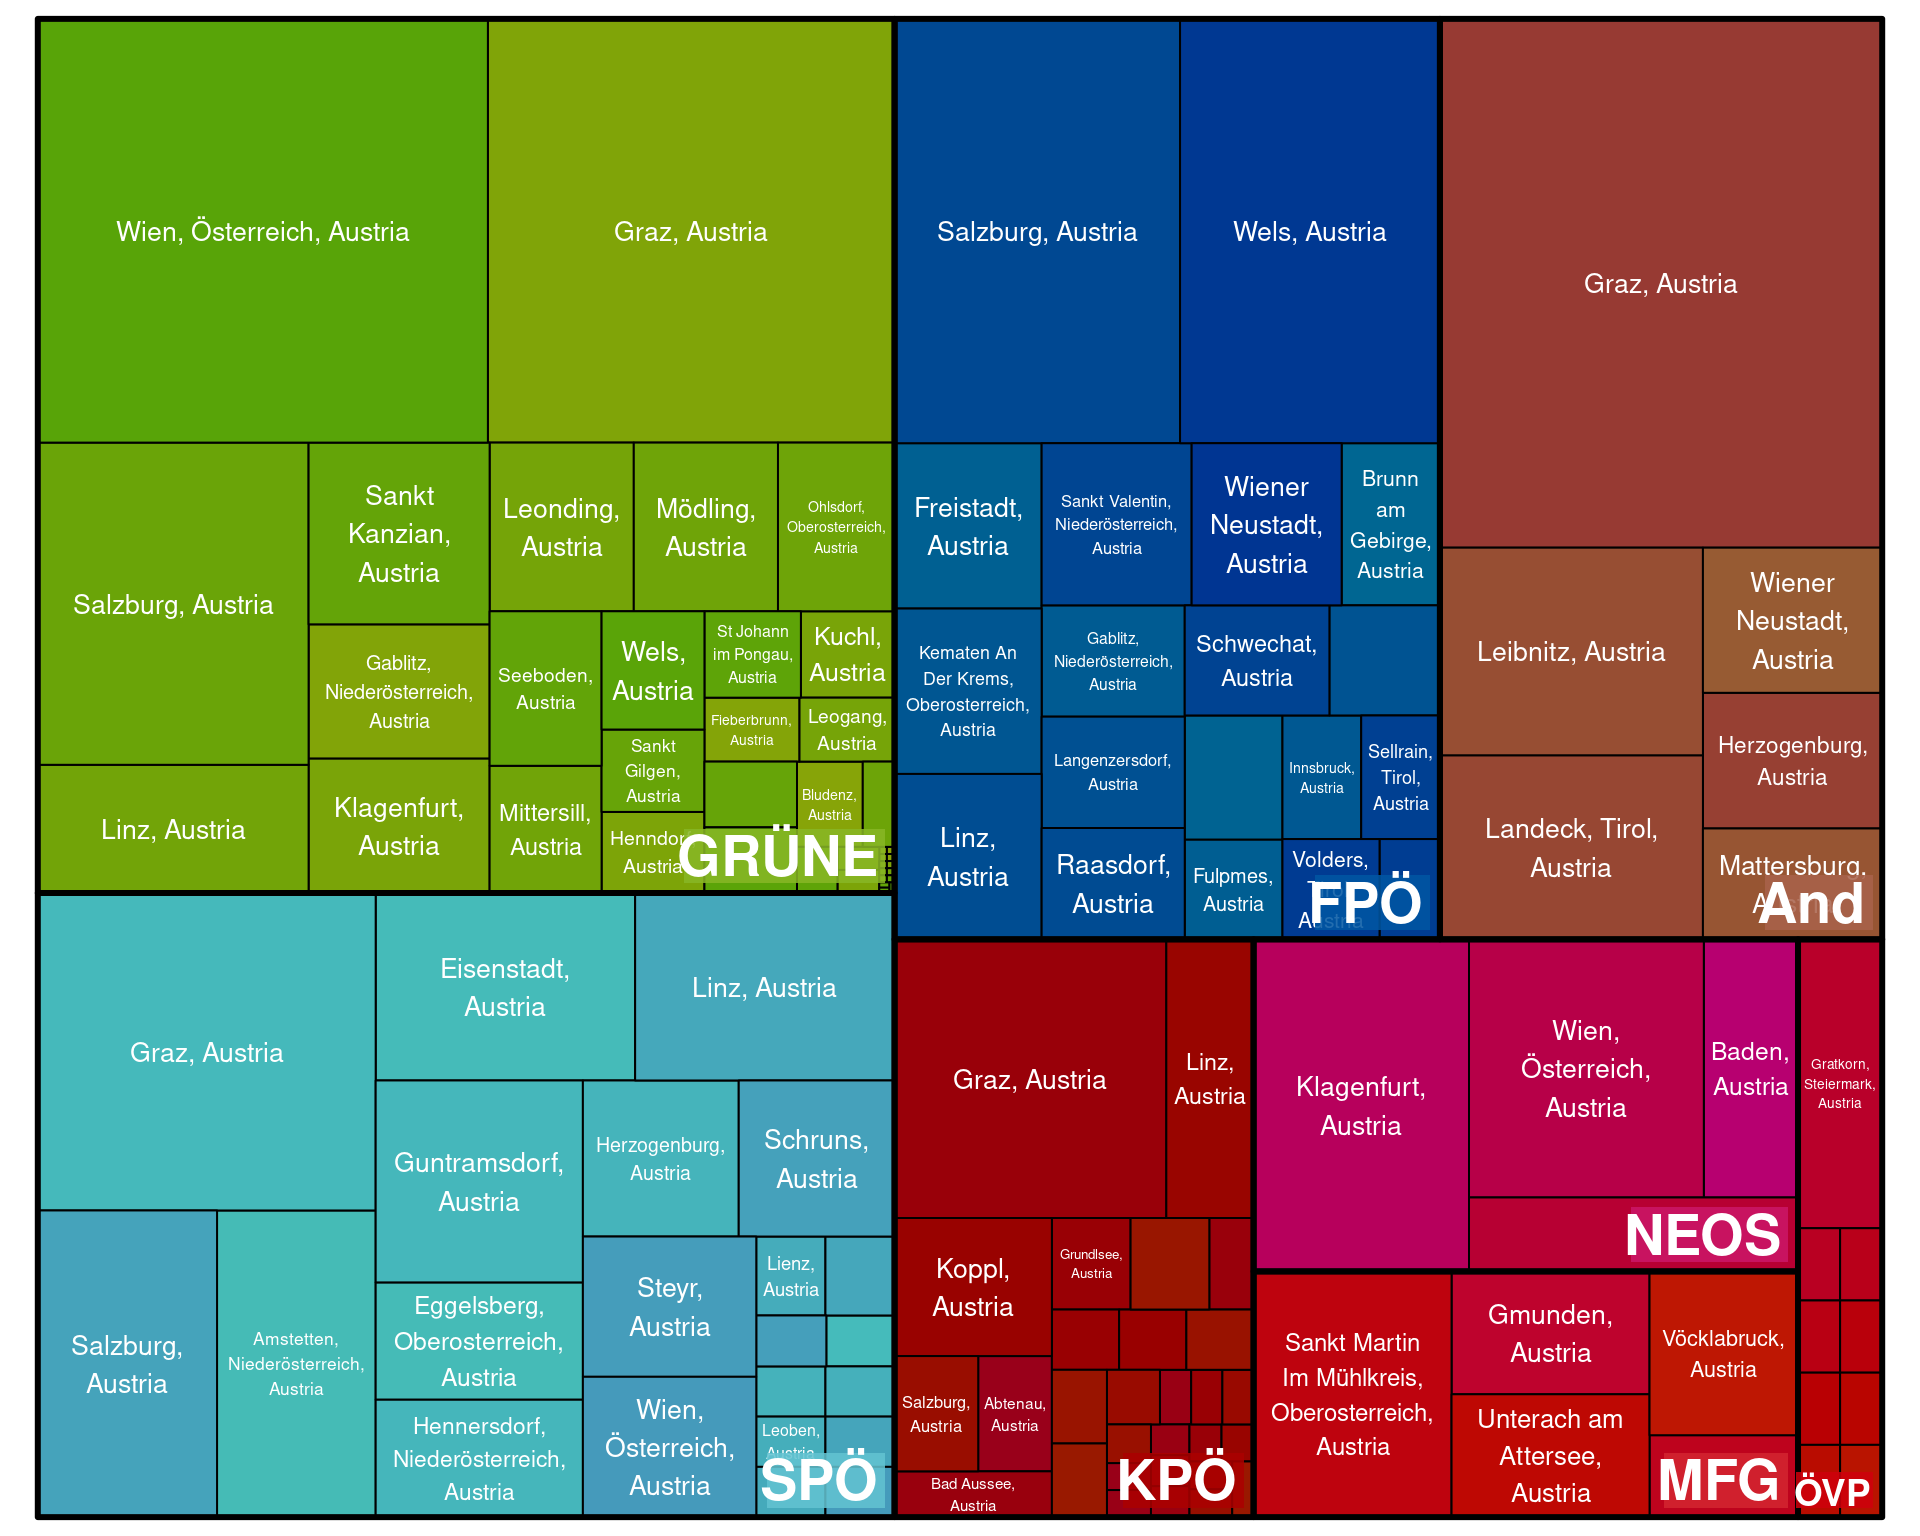 Wien, Österreich, Austria
Graz, Austria
Salzburg, Austria
Sankt
Kanzian,
Austria
Leonding,
Austria
Mödling,
Austria
Ohlsdorf,
Oberosterreich,
Austria
Gablitz,
Niederösterreich,
Austria
Seeboden,
Austria
Wels,
Austria
St Johann
im Pongau,
Austria
Kuchl,
Austria
Fieberbrunn,
Austria
Leogang,
Austria
Sankt
Gilgen,
Austria
Bludenz,
Austria
Linz, Austria
Klagenfurt,
Austria
Mittersill,
Austria
Austria
GRÜNE
Salzburg, Austria
Wels, Austria
Freistadt,
Austria
Sankt Valentin,
Niederösterreich,
Austria
Wiener
Neustadt,
Austria
Brunn
am
Gebirge,
Austria
Kematen An
Der Krems,
Oberosterreich,
Austria
Gablitz,
Niederösterreich,
Austria
Schwechat,
Austria
Langenzersdorf,
Austria
Innsbruck,
Austria
Sellrain,
Tirol,
Austria
Linz,
Austria
Raasdorf,
Austria
Fulpmes,
Austria
Volders,
Austria
FPÖ
Graz, Austria
Leibnitz, Austria
Wiener
Neustadt,
Austria
Herzogenburg,
Austria
Landeck, Tirol,
Austria
Mattersburg,
And
Graz, Austria
Eisenstadt,
Austria
Linz, Austria
Guntramsdorf,
Austria
Herzogenburg,
Austria
Schruns,
Austria
Salzburg,
Austria
Amstetten,
Niederösterreich,
Austria
Eggelsberg,
Oberosterreich,
Austria
Hennersdorf,
Niederösterreich,
Austria
Steyr,
Austria
Lienz,
Austria
Wien,
Österreich,
Austria
Leoben,
Austria
SPÖ
Graz, Austria
Linz,
Austria
Koppl,
Austria
Grundlsee,
Austria
Salzburg,
Austria
Abtenau,
Austria
Bad Aussee,
Austria
KPÖ
Klagenfurt,
Austria
Wien,
Österreich,
Austria
Baden,
Austria
NEOS
Sankt Martin
Im Mühlkreis,
Oberosterreich,
Austria
Gmunden,
Austria
Vöcklabruck,
Austria
Unterach am
Attersee,
Austria
MFG
Gratkorn,
Steiermark,
Austria
ÖVP